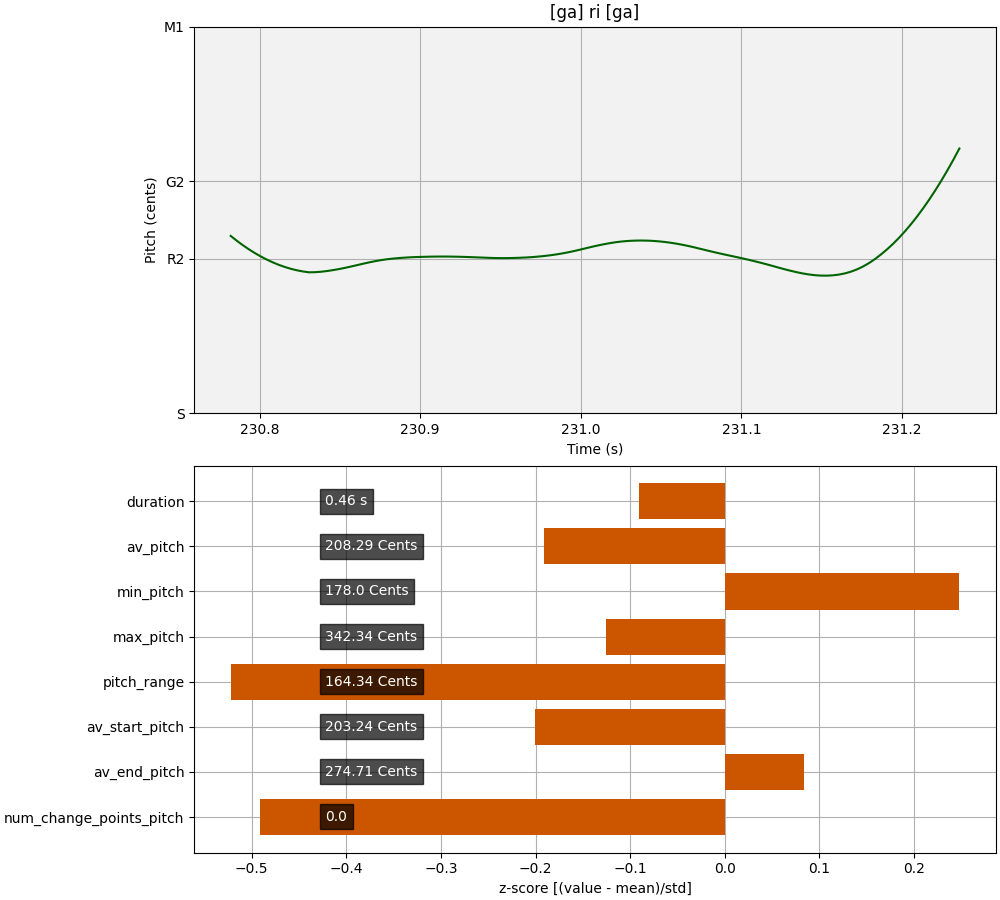 [ga] ri [ga]
M1
G2
R2
S
Pitch (cents)
230.8 230.9 231.0 231.1 231.2
Time (s)
duration 0.46 s
av_pitch 208.29 Cents
min_pitch 178.0 Cents
max_pitch 342.34 Cents
pitch_range 164.34 Cents
av_start_pitch 203.24 Cents
av_end_pitch 274.71 Cents
num_change_points_pitch 0.0
−0.5 −0.4 −0.3 −0.2 −0.1 0.0 0.1 0.2
z-score [(value - mean)/std]